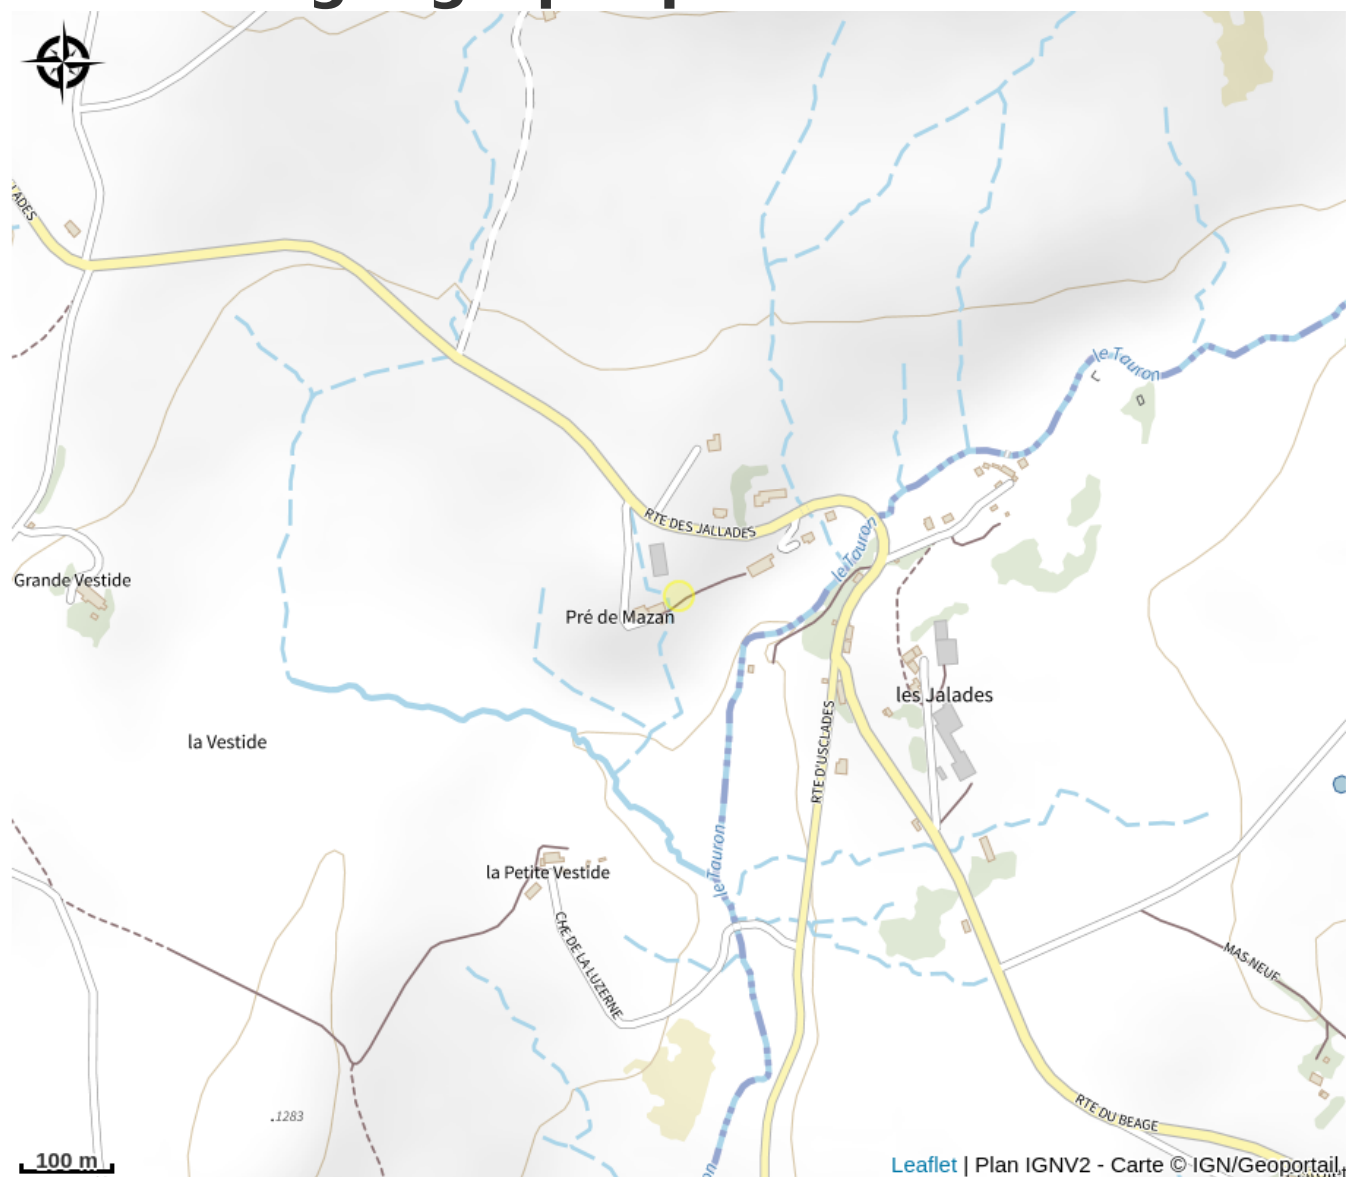 le Tauron
RTE DES JALLADES
le Tauron
Grande Vestide
Pré de Mazan
les Jalades
la Vestide
RTE D'USCLADES
le Tauron
la Petite Vestide
CHE DE LA LUZERNE
MAS NEUF
.1283
RTE DU BEAGE
100 m
Leaflet | Plan IGNV2 - Carte © IGN/Geoportail